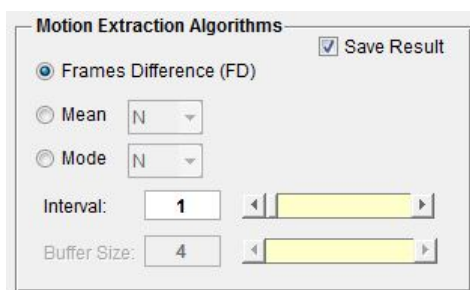 Motion Extraction Algorithms
Save Result
Frames Difference (FD)
Mean N
Mode N
Interval: 1
Buffer Size: 4